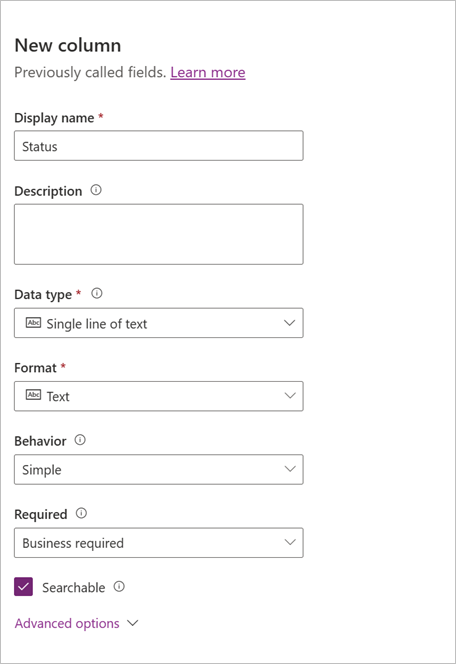 New column
Previously called fields. Learn more
Display name *
Status
Description
Data type *
Abc Single line of text
Format *
Abc Text
Behavior
Simple
Required
Business required
Searchable
Advanced options